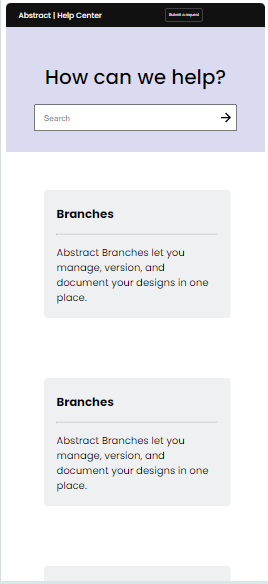 Abstract | Help Center
Submit a request
How can we help?
Search
Branches
Abstract Branches let you
manage, version, and
document your designs in one
place.
Branches
Abstract Branches let you
manage, version, and
document your designs in one
place.